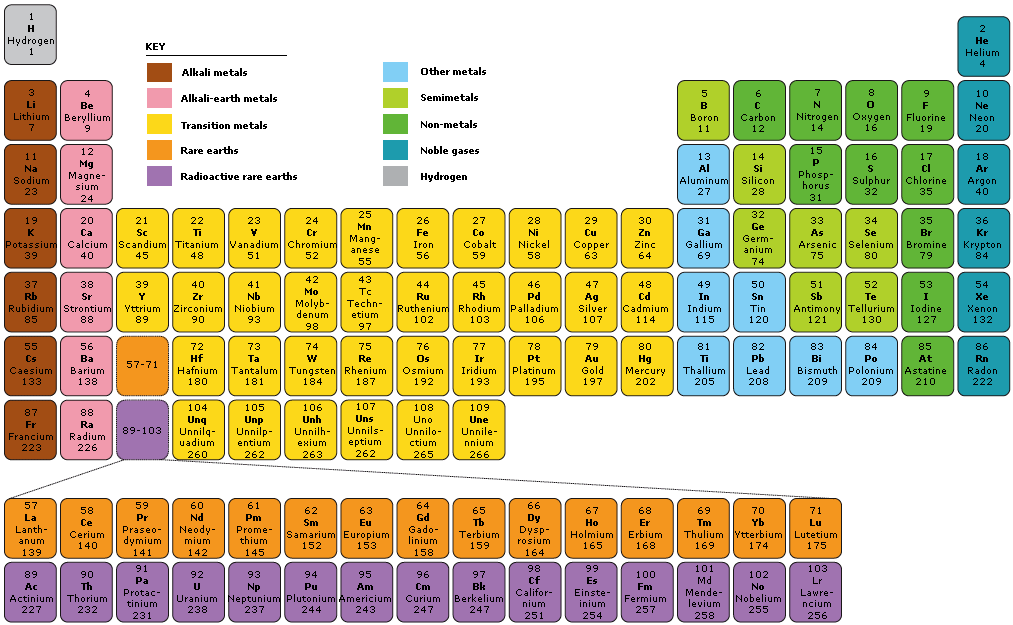 1
H
Hydrogen
1
2
He
Helium
4
KEY
Alkali metals
Alkali-earth metals
Transition metals
Rare earths
Radioactive rare earths
Other metals
Semimetals
Non-metals
Noble gases
Hydrogen
3
Li
Lithium
7
4
Be
Beryllium
9
5
B
Boron
11
6
C
Carbon
12
7
N
Nitrogen
14
8
O
Oxygen
16
9
F
Fluorine
19
10
Ne
Neon
20
11
Na
Sodium
23
12
Mg
Magne-
sium
24
13
Al
Aluminum
27
14
Si
Silicon
28
15
P
Phosp-
horus
31
16
S
Sulphur
32
17
Cl
Chlorine
35
18
Ar
Argon
40
19
K
Potassium
39
20
Ca
Calcium
40
21
Sc
Scandium
45
22
Ti
Titanium
48
23
V
Vanadium
51
24
Cr
Chromium
52
25
Mn
Mang-
anese
55
26
Fe
Iron
56
27
Co
Cobalt
59
28
Ni
Nickel
58
29
Cu
Copper
63
30
Zn
Zinc
64
31
Ga
Gallium
69
32
Ge
Germ-
anium
74
33
As
Arsenic
75
34
Se
Selenium
80
35
Br
Bromine
79
36
Kr
Krypton
84
37
Rb
Rubidium
85
38
Sr
Strontium
88
39
Y
Yttrium
89
40
Zr
Zirconium
90
41
Nb
Niobium
93
42
Mo
Molyb-
denum
98
43
Tc
Techn-
etium
97
44
Ru
Ruthenium
102
45
Rh
Rhodium
103
46
Pd
Palladium
106
47
Ag
Silver
107
48
Cd
Cadmium
114
49
In
Indium
115
50
Sn
Tin
120
51
Sb
Antimony
121
52
Te
Tellurium
130
53
I
Iodine
127
54
Xe
Xenon
132
55
Cs
Caesium
133
56
Ba
Barium
138
57-71
72
Hf
Hafnium
180
73
Ta
Tantalum
181
74
W
Tungsten
184
75
Re
Rhenium
187
76
Os
Osmium
192
77
Ir
Iridium
193
78
Pt
Platinum
195
79
Au
Gold
197
80
Hg
Mercury
202
81
Ti
Thallium
205
82
Pb
Lead
208
83
Bi
Bismuth
209
84
Po
Polonium
209
85
At
Astatine
210
86
Rn
Radon
222
87
Fr
Francium
223
88
Ra
Radium
226
89-103
104
Unq
Unnilq-
uadium
260
105
Unp
Unnilp-
entium
262
106
Unh
Unnilh-
exium
263
107
Uns
Unnils-
eptium
262
108
Uno
Unnilo-
ctium
265
109
Une
Unnile-
nnium
266
57
La
Lanth-
anum
139
58
Ce
Cerium
140
59
Pr
Praseo-
dymium
141
60
Nd
Neody-
mium
142
61
Pm
Prome-
thium
145
62
Sm
Samarium
152
63
Eu
Europium
153
64
Gd
Gado-
linium
158
65
Tb
Terbium
159
66
Dy
Dysp-
rosium
164
67
Ho
Holmium
165
68
Er
Erbium
168
69
Tm
Thulium
169
70
Yb
Ytterbium
174
71
Lu
Lutetium
175
89
Ac
Actinium
227
90
Th
Thorium
232
91
Pa
Protac-
tinium
231
92
U
Uranium
238
93
Np
Neptunium
237
94
Pu
Plutonium
244
95
Am
Americium
243
96
Cm
Curium
247
97
Bk
Berkelium
247
98
Cf
Califor-
nium
251
99
Es
Einste-
inium
254
100
Fm
Fermium
257
101
Md
Mende-
levium
258
102
No
Nobelium
255
103
Lr
Lawre-
ncium
256